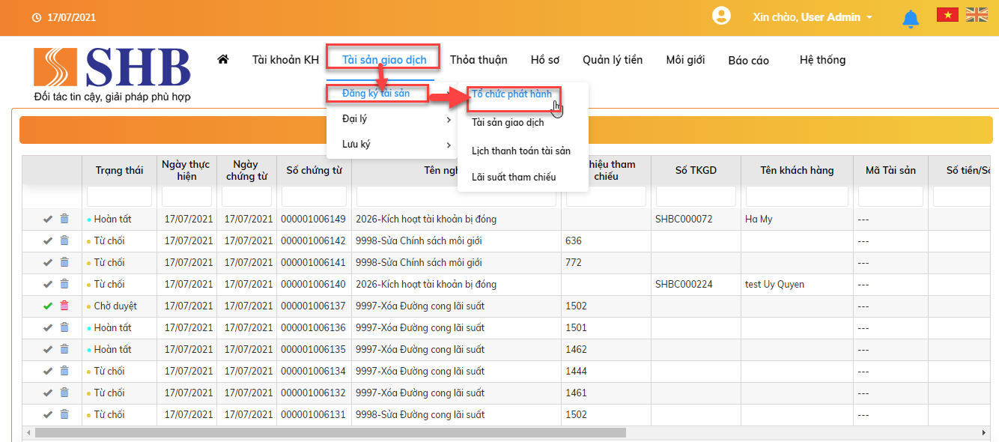 17/07/2021
Xin chào, User Admin
SHB
Đối tác tin cậy, giải pháp phù hợp
Tài khoản KH
Tài sản giao dịch
Thỏa thuận
Hồ sơ
Quản lý tiền
Môi giới
Báo cáo
Hệ thống
Đăng ký tài sản
Đại lý
Lưu ký
Tổ chức phát hành
Tài sản giao dịch
Lịch thanh toán tài sản
Lãi suất tham chiếu
Trạng thái
Ngày thực
hiện
Ngày
chứng từ
Số chứng từ
Tên
hiệu tham
chiếu
Số TKGD
Tên khách hàng
Mã Tài sản
Số tiền/Số
Hoàn tất 17/07/2021 17/07/2021 000001006149 2026-Kích hoạt tài khoản bị đóng SHBC000072 Ha My ---
Từ chối 17/07/2021 17/07/2021 000001006142 9998-Sửa Chính sách môi giới 636 ---
Từ chối 17/07/2021 17/07/2021 000001006141 9998-Sửa Chính sách môi giới 772 ---
Từ chối 17/07/2021 17/07/2021 000001006140 2026-Kích hoạt tài khoản bị đóng SHBC000224 test Uy Quyen ---
Chờ duyệt 17/07/2021 17/07/2021 000001006137 9997-Xóa Đường cong lãi suất 1502 ---
Hoàn tất 17/07/2021 17/07/2021 000001006136 9997-Xóa Đường cong lãi suất 1501 ---
Hoàn tất 17/07/2021 17/07/2021 000001006135 9997-Xóa Đường cong lãi suất 1462 ---
Từ chối 17/07/2021 17/07/2021 000001006134 9997-Xóa Đường cong lãi suất 1444 ---
Từ chối 17/07/2021 17/07/2021 000001006132 9997-Xóa Đường cong lãi suất 1461 ---
Từ chối 17/07/2021 17/07/2021 000001006131 9998-Sửa Đường cong lãi suất 1502 ---